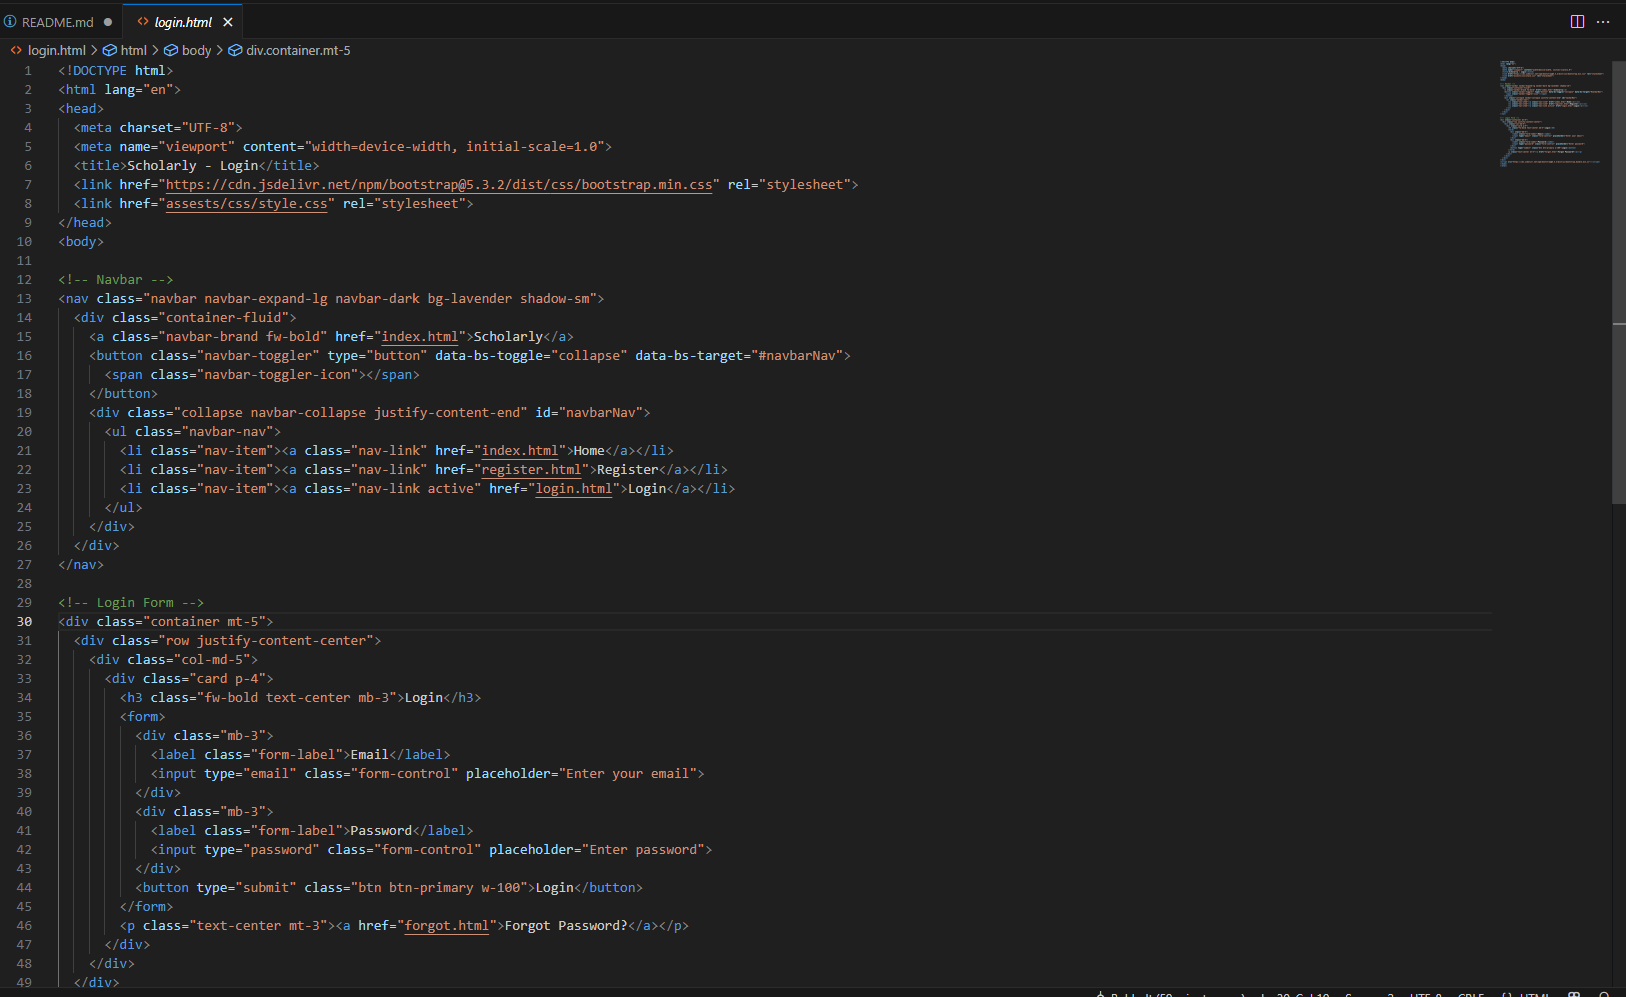 README.md
login.html
login.html > html > body > div.container.mt-5
1 <!DOCTYPE html>
2 <html lang="en">
3 <head>
4 <meta charset="UTF-8">
5 <meta name="viewport" content="width=device-width, initial-scale=1.0">
6 <title>Scholarly - Login</title>
7 <link href="https://cdn.jsdelivr.net/npm/bootstrap@5.3.2/dist/css/bootstrap.min.css" rel="stylesheet">
8 <link href="assests/css/style.css" rel="stylesheet">
9 </head>
10 <body>
11
12 <!-- Navbar -->
13 <nav class="navbar navbar-expand-lg navbar-dark bg-lavender shadow-sm">
14 <div class="container-fluid">
15 <a class="navbar-brand fw-bold" href="index.html">Scholarly</a>
16 <button class="navbar-toggler" type="button" data-bs-toggle="collapse" data-bs-target="#navbarNav">
17 <span class="navbar-toggler-icon"></span>
18 </button>
19 <div class="collapse navbar-collapse justify-content-end" id="navbarNav">
20 <ul class="navbar-nav">
21 <li class="nav-item"><a class="nav-link" href="index.html">Home</a></li>
22 <li class="nav-item"><a class="nav-link" href="register.html">Register</a></li>
23 <li class="nav-item"><a class="nav-link active" href="login.html">Login</a></li>
24 </ul>
25 </div>
26 </div>
27 </nav>
28
29 <!-- Login Form -->
30 <div class="container mt-5">
31 <div class="row justify-content-center">
32 <div class="col-md-5">
33 <div class="card p-4">
34 <h3 class="fw-bold text-center mb-3">Login</h3>
35 <form>
36 <div class="mb-3">
37 <label class="form-label">Email</label>
38 <input type="email" class="form-control" placeholder="Enter your email">
39 </div>
40 <div class="mb-3">
41 <label class="form-label">Password</label>
42 <input type="password" class="form-control" placeholder="Enter password">
43 </div>
44 <button type="submit" class="btn btn-primary w-100">Login</button>
45 </form>
46 <p class="text-center mt-3"><a href="forgot.html">Forgot Password?</a></p>
47 </div>
48 </div>
49 </div>